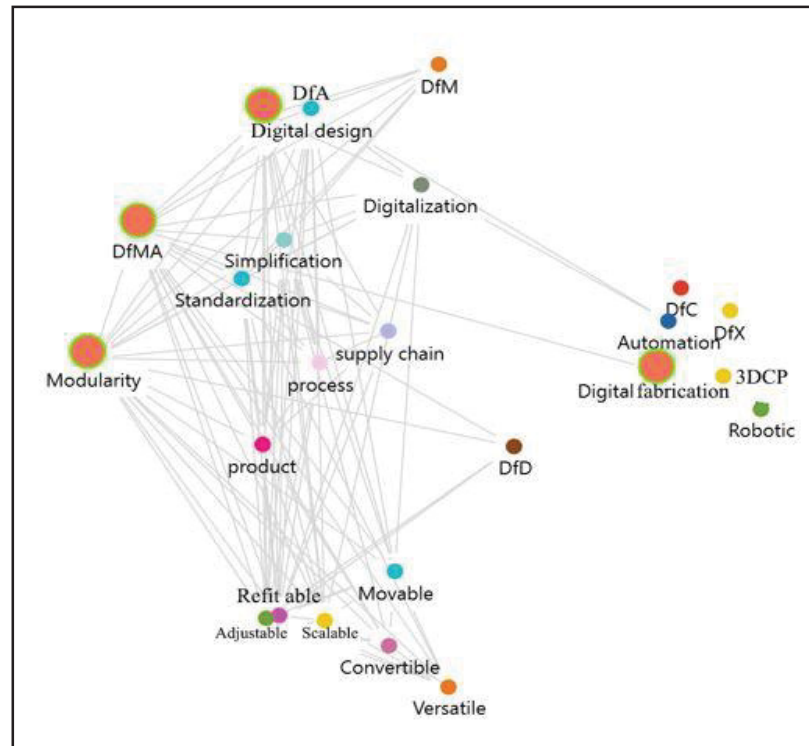 DfM
DfA
Digital design
Digitalization
DfMA
Simplification
Standardization
DfC
DfX
Automation
supply chain
Modularity
process
3DCP
Digital fabrication
Robotic
product
DfD
Refit able
Movable
Adjustable
Scalable
Convertible
Versatile